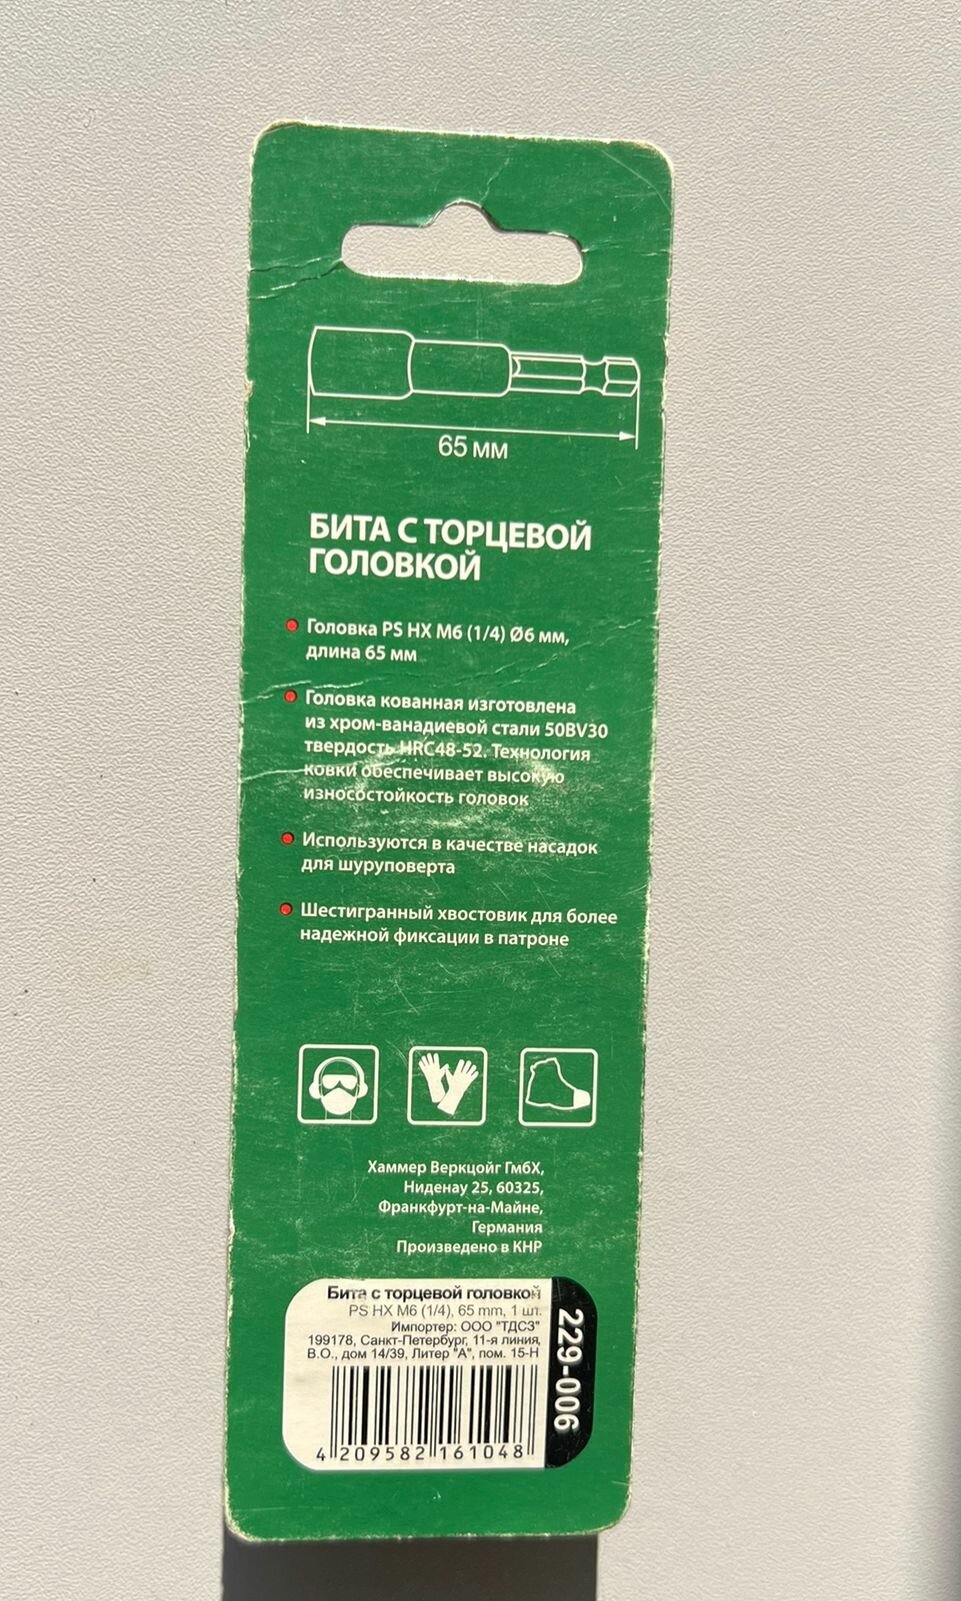 65 мм
БИТА С ТОРЦЕВОЙ
ГОЛОВКОЙ
Головка PS HX M6 (1/4) Ø6 мм,
длина 65 мм
Головка кованная изготовлена
из хром-ванадиевой стали 50BV30
твердость HRC48-52. Технология
ковки обеспечивает высокую
износостойкость головок
Используются в качестве насадок
для шуруповерта
Шестигранный хвостовик для более
надежной фиксации в патроне
Хаммер Веркцойг ГмбХ,
Ниденау 25, 60325,
Франкфурт-на-Майне,
Германия
Произведено в КНР
Бита с торцевой головкой
PS HX M6 (1/4), 65 mm, 1 шт.
Импортер: ООО "ТДСЗ"
199178, Санкт-Петербург, 11-я линия,
В.О., дом 14/39, Литер "А", пом. 15-Н
4 209582 161048
229-006